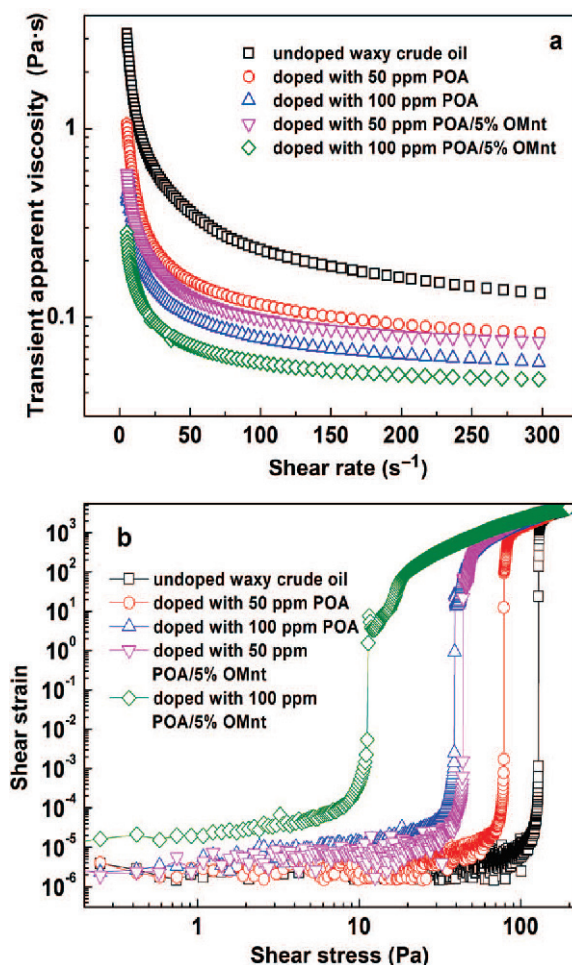 a
Transient apparent viscosity (Pa·s)
1
0.1
undoped waxy crude oil
doped with 50 ppm POA
doped with 100 ppm POA
doped with 50 ppm POA/5% OMnt
doped with 100 ppm POA/5% OMnt
0 50 100 150 200 250 300
Shear rate (s⁻¹)
b
Shear strain
10³
10²
10¹
10⁰
10⁻¹
10⁻²
10⁻³
10⁻⁴
10⁻⁵
10⁻⁶
undoped waxy crude oil
doped with 50 ppm POA
doped with 100 ppm POA
doped with 50 ppm
POA/5% OMnt
doped with 100 ppm
POA/5% OMnt
1 10 100
Shear stress (Pa)